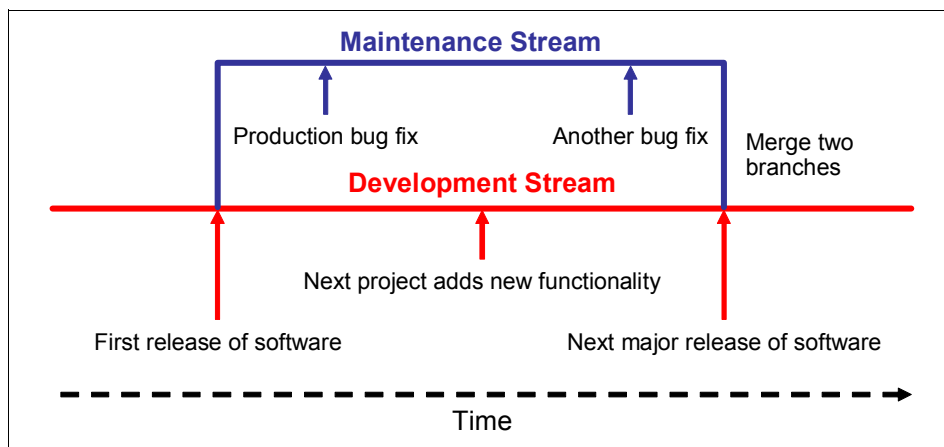 Maintenance Stream
Production bug fix
Another bug fix
Merge two
branches
Development Stream
Next project adds new functionality
First release of software
Next major release of software
Time